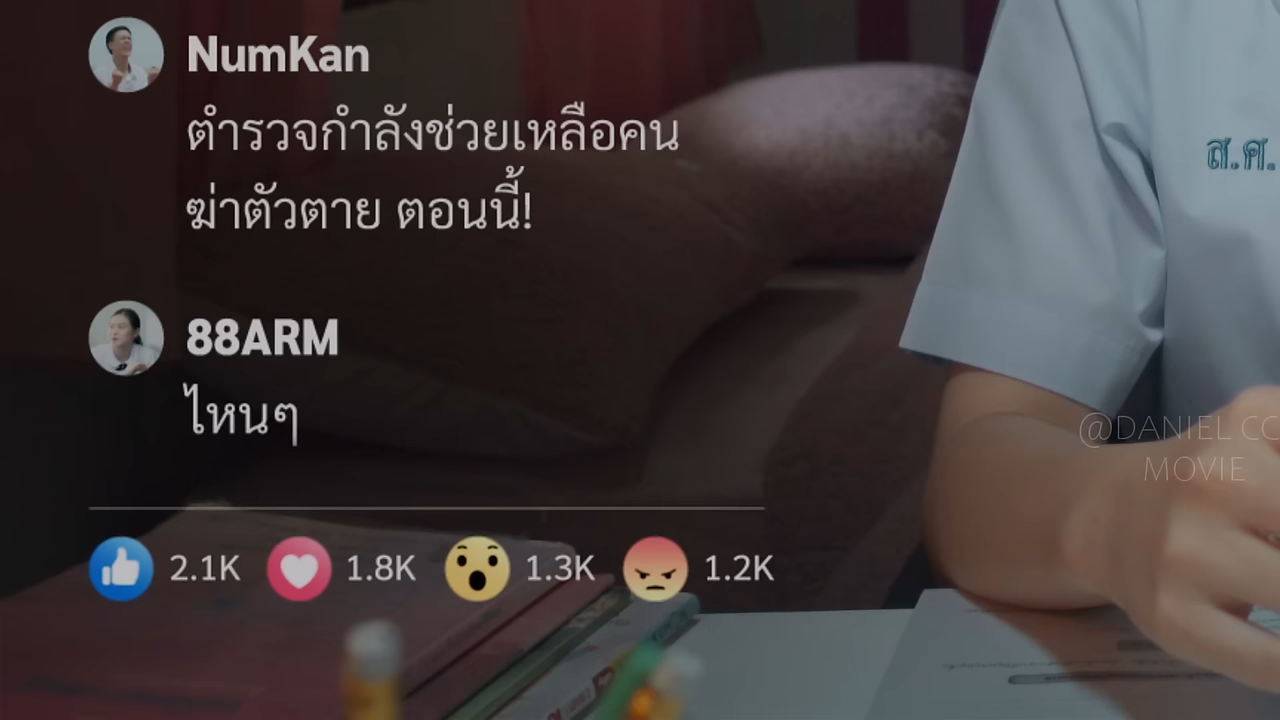 NumKan
ตำรวจกำลังช่วยเหลือคน
ฆ่าตัวตาย ตอนนี้!
ส.ศ.
88ARM
ไหนๆ
@DANIEL CO
MOVIE
2.1K 1.8K 1.3K 1.2K